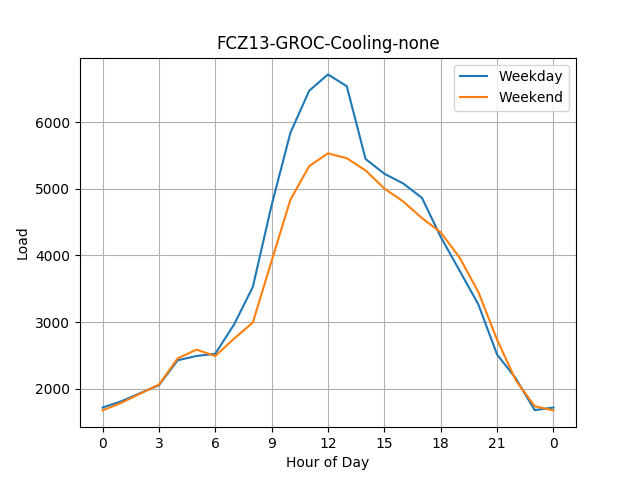 FCZ13-GROC-Cooling-none
Weekday
Weekend
6000
5000
4000
3000
2000
Load
0 3 6 9 12 15 18 21 0
Hour of Day